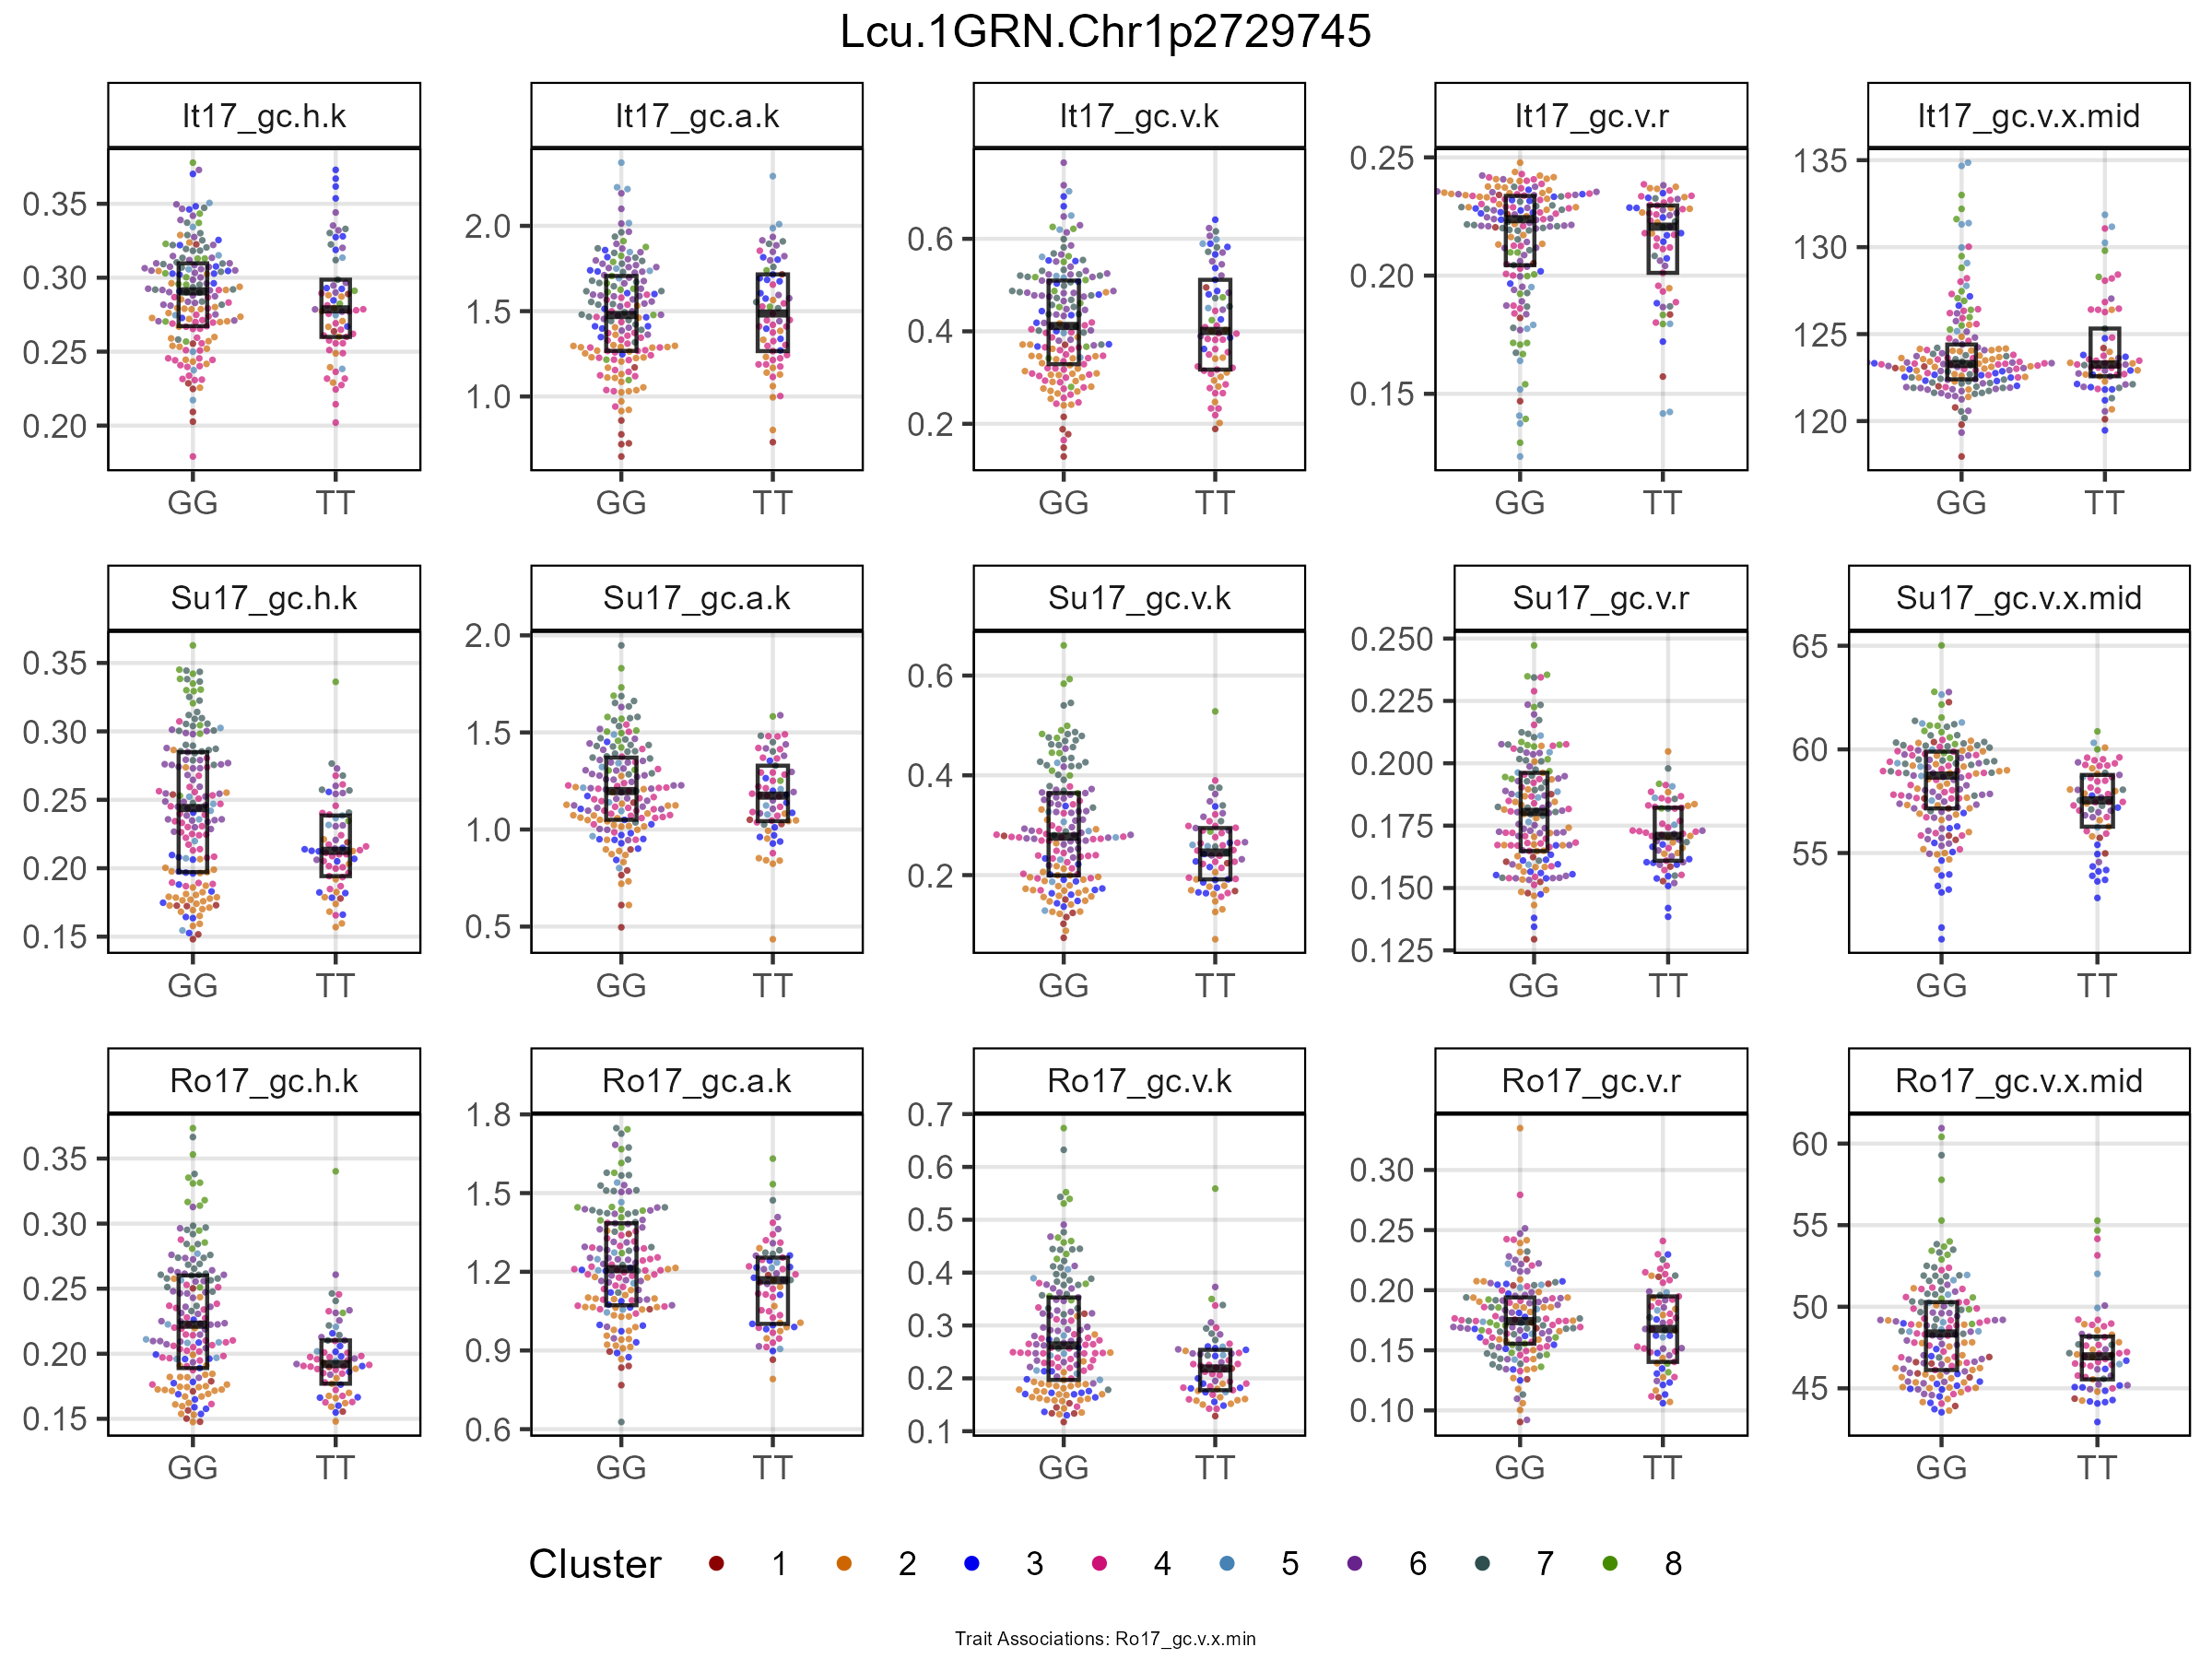 Lcu.1GRN.Chr1p2729745
It17_gc.h.k
It17_gc.a.k
It17_gc.v.k
It17_gc.v.r
It17_gc.v.x.mid
0.35
0.30
0.25
0.20
2.0
1.5
1.0
0.6
0.4
0.2
0.25
0.20
0.15
135
130
125
120
GG TT
GG TT
GG TT
GG TT
GG TT
Su17_gc.h.k
Su17_gc.a.k
Su17_gc.v.k
Su17_gc.v.r
Su17_gc.v.x.mid
0.35
0.30
0.25
0.20
0.15
2.0
1.5
1.0
0.5
0.6
0.4
0.2
0.250
0.225
0.200
0.175
0.150
0.125
65
60
55
GG TT
GG TT
GG TT
GG TT
GG TT
Ro17_gc.h.k
Ro17_gc.a.k
Ro17_gc.v.k
Ro17_gc.v.r
Ro17_gc.v.x.mid
0.35
0.30
0.25
0.20
0.15
1.8
1.5
1.2
0.9
0.6
0.7
0.6
0.5
0.4
0.3
0.2
0.1
0.30
0.25
0.20
0.15
0.10
60
55
50
45
GG TT
GG TT
GG TT
GG TT
GG TT
Cluster 1 2 3 4 5 6 7 8
Trait Associations: Ro17_gc.v.x.min